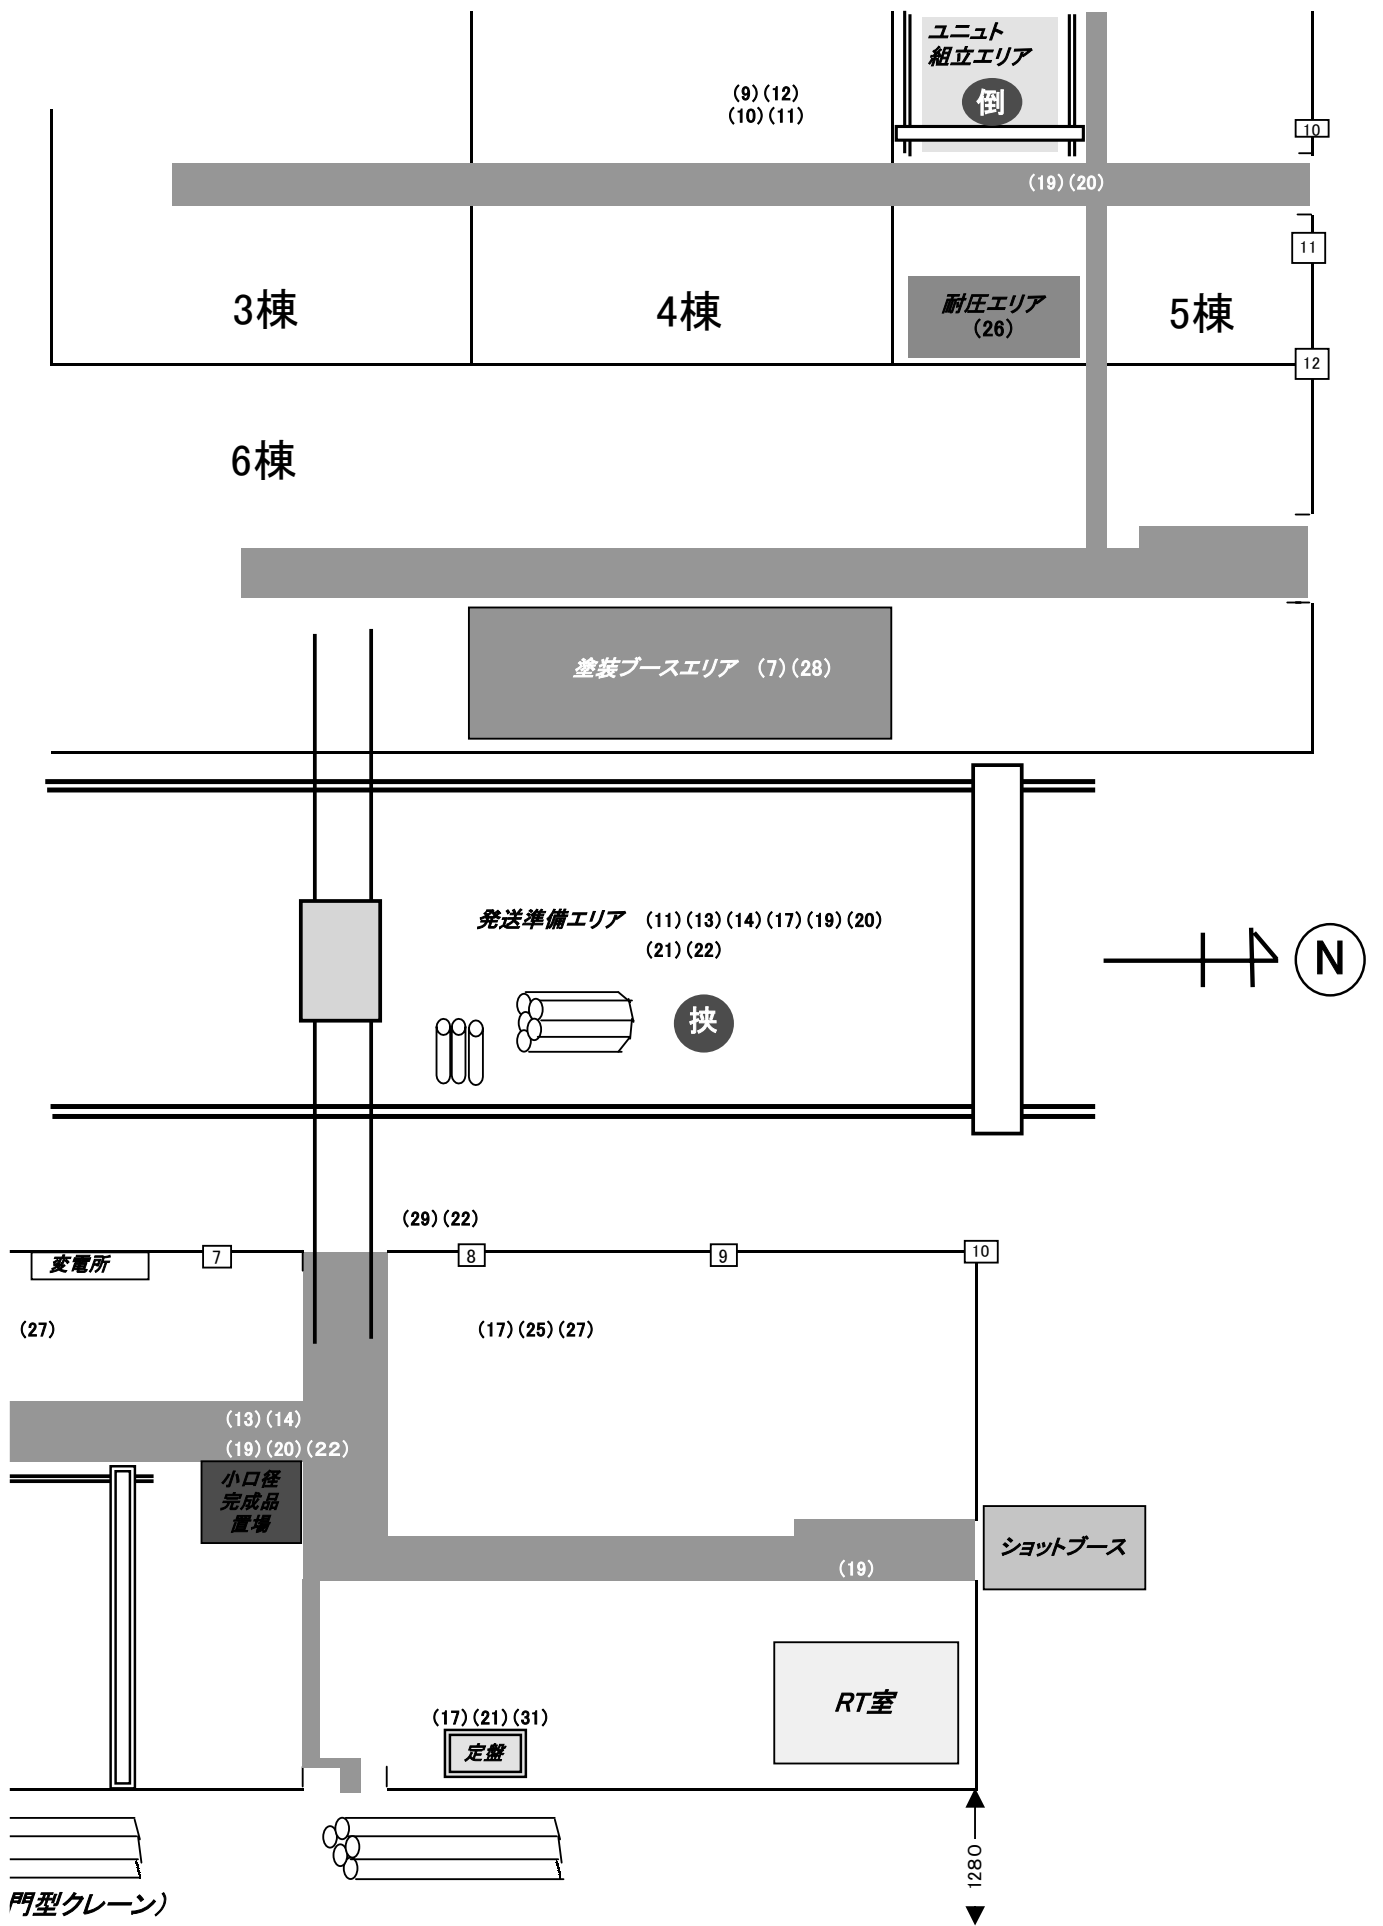 ユニュト
組立エリア
倒
(9)(12)
(10)(11)
10
(19)(20)
11
3棟
4棟
耐圧エリア
(26)
5棟
12
6棟
塗装ブースエリア (7)(28)
発送準備エリア (11)(13)(14)(17)(19)(20)
(21)(22)
N
挟
(29)(22)
変電所
7
8
9
10
(27)
(17)(25)(27)
(13)(14)
(19)(20)(22)
小口径
完成品
置場
ショットブース
(19)
RT室
(17)(21)(31)
定盤
1280
門型クレーン)